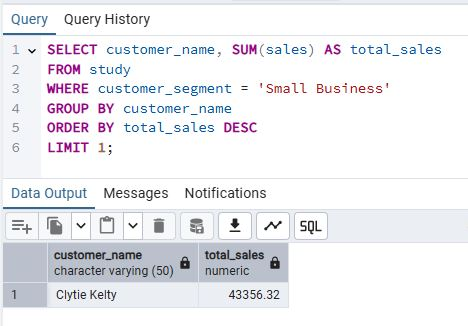 Query Query History
1 SELECT customer_name, SUM(sales) AS total_sales
2 FROM study
3 WHERE customer_segment = 'Small Business'
4 GROUP BY customer_name
5 ORDER BY total_sales DESC
6 LIMIT 1;
Data Output Messages Notifications
SQL
customer_name total_sales
character varying (50) numeric
1 Clytie Kelty 43356.32